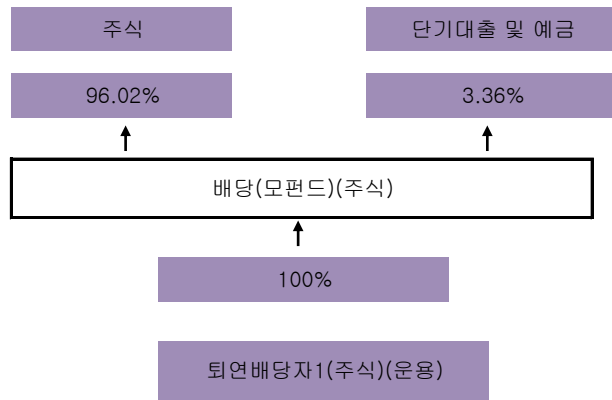 주식
단기대출 및 예금
96.02%
3.36%
배당(모펀드)(주식)
100%
퇴연배당자1(주식)(운용)